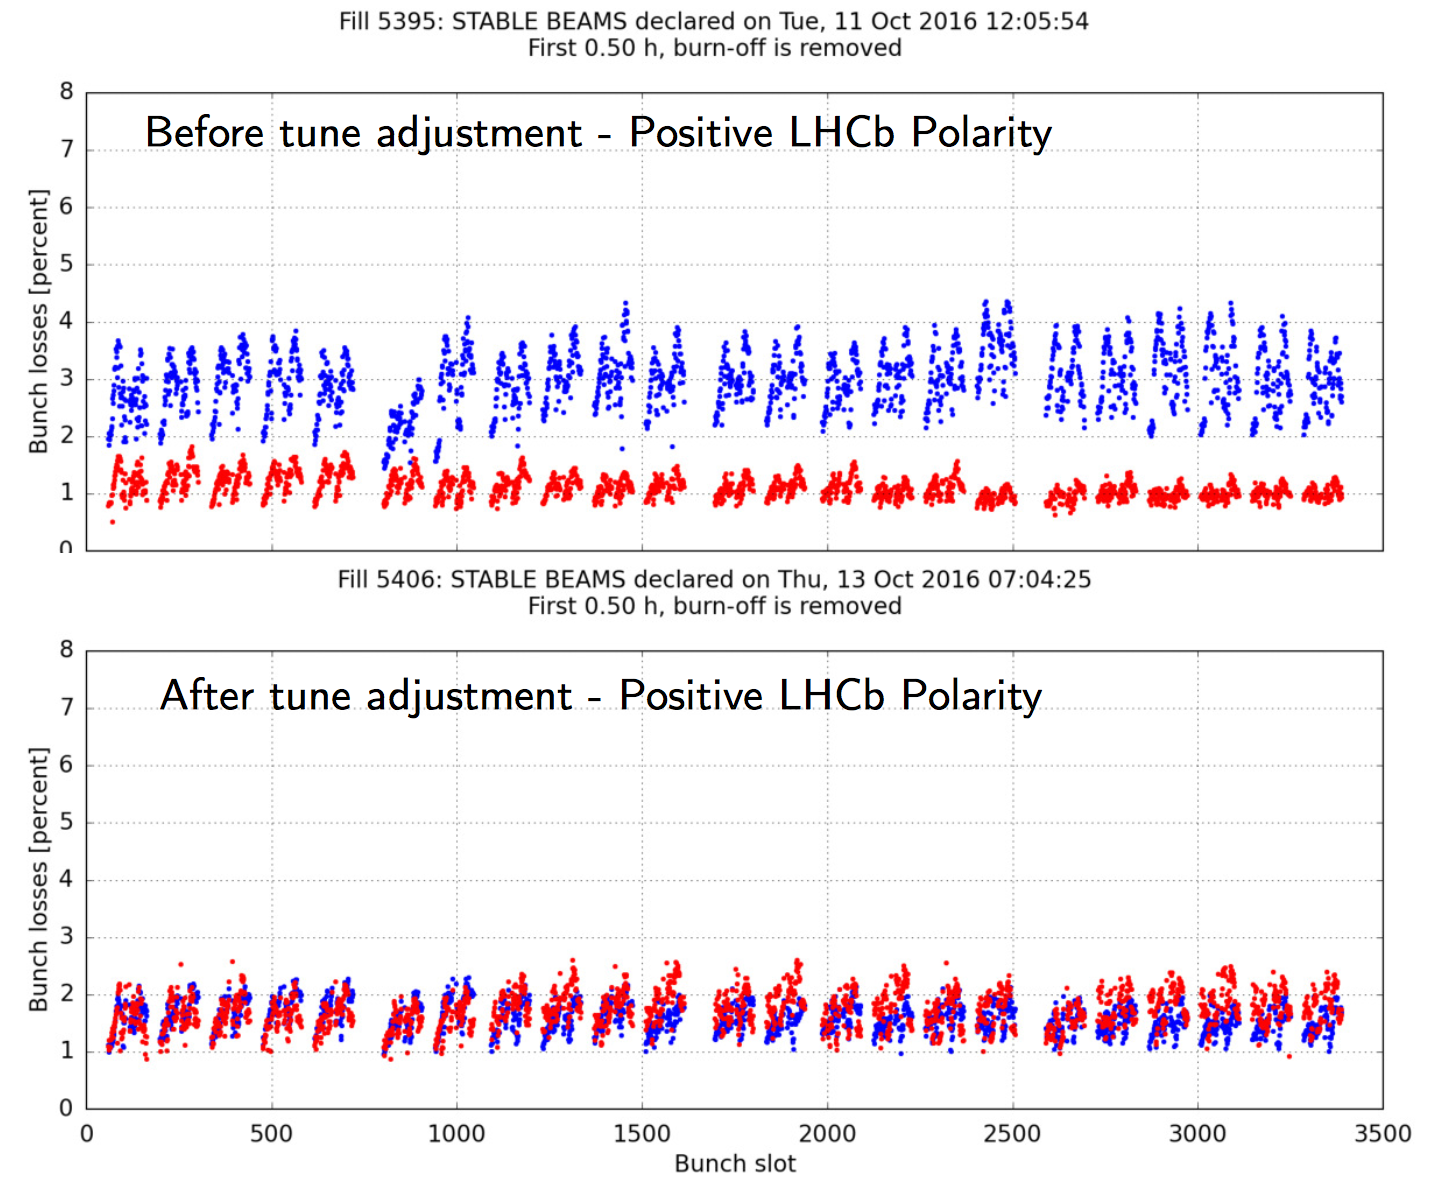 Fill 5395: STABLE BEAMS declared on Tue, 11 Oct 2016 12:05:54
First 0.50 h, burn-off is removed
8
Before tune adjustment - Positive LHCb Polarity
7
6
5
4
3
2
1
0
Bunch losses [percent]
Fill 5406: STABLE BEAMS declared on Thu, 13 Oct 2016 07:04:25
First 0.50 h, burn-off is removed
8
After tune adjustment - Positive LHCb Polarity
7
6
5
4
3
2
1
0
Bunch losses [percent]
0 500 1000 1500 2000 2500 3000 3500
Bunch slot